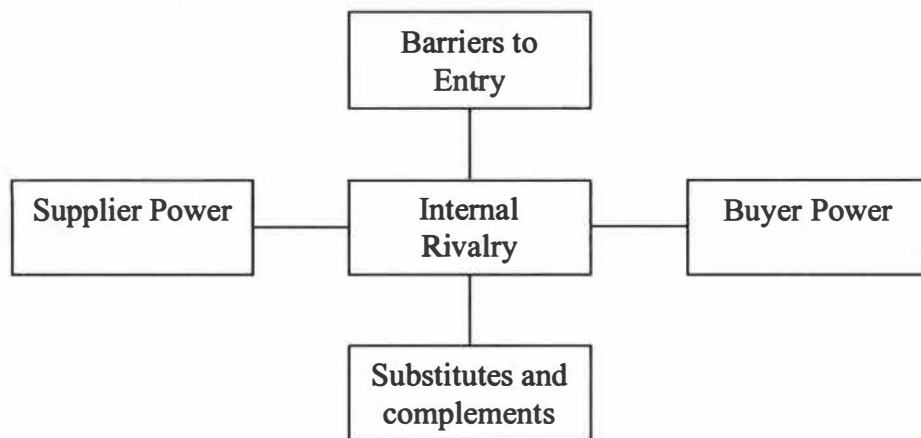 Barriers to
Entry
Supplier Power
Internal
Rivalry
Buyer Power
Substitutes and
complements